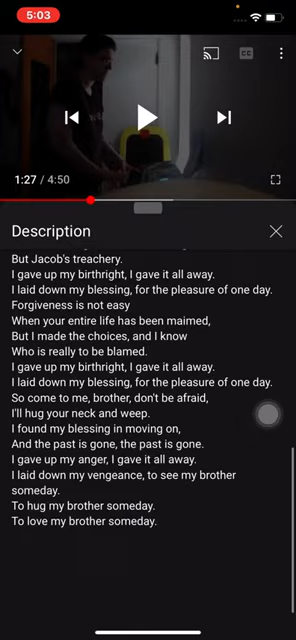 5:03
CC
1:27 / 4:50
Description
But Jacob's treachery.
I gave up my birthright, I gave it all away.
I laid down my blessing, for the pleasure of one day.
Forgiveness is not easy
When your entire life has been maimed,
But I made the choices, and I know
Who is really to be blamed.
I gave up my birthright, I gave it all away.
I laid down my blessing, for the pleasure of one day.
So come to me, brother, don't be afraid,
I'll hug your neck and weep.
I found my blessing in moving on,
And the past is gone, the past is gone.
I gave up my anger, I gave it all away.
I laid down my vengeance, to see my brother
someday.
To hug my brother someday.
To love my brother someday.